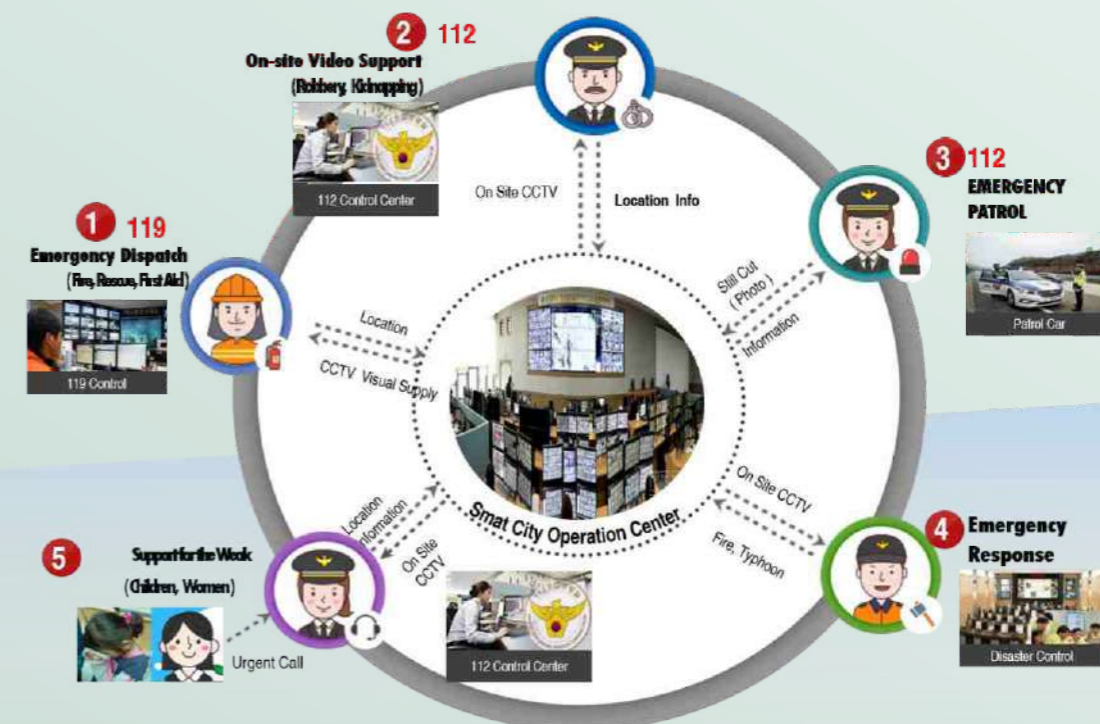 2 112
On-site Video Support
(Robbery, Kidnapping)
112 Control Center
On Site CCTV
Location Info
3 112
EMERGENCY
PATROL
Patrol Car
1 119
Emergency Dispatch
(Fire, Rescue, First Aid)
119 Control
Location
CCTV Visual Supply
Still Cut
( Photo )
Information
Smat City Operation Center
On Site CCTV
Fire, Typhoon
4 Emergency
Response
Disaster Control
5 Support for the Weak
(Children, Women)
Urgent Call
Location
Information
On Site
CCTV
112 Control Center